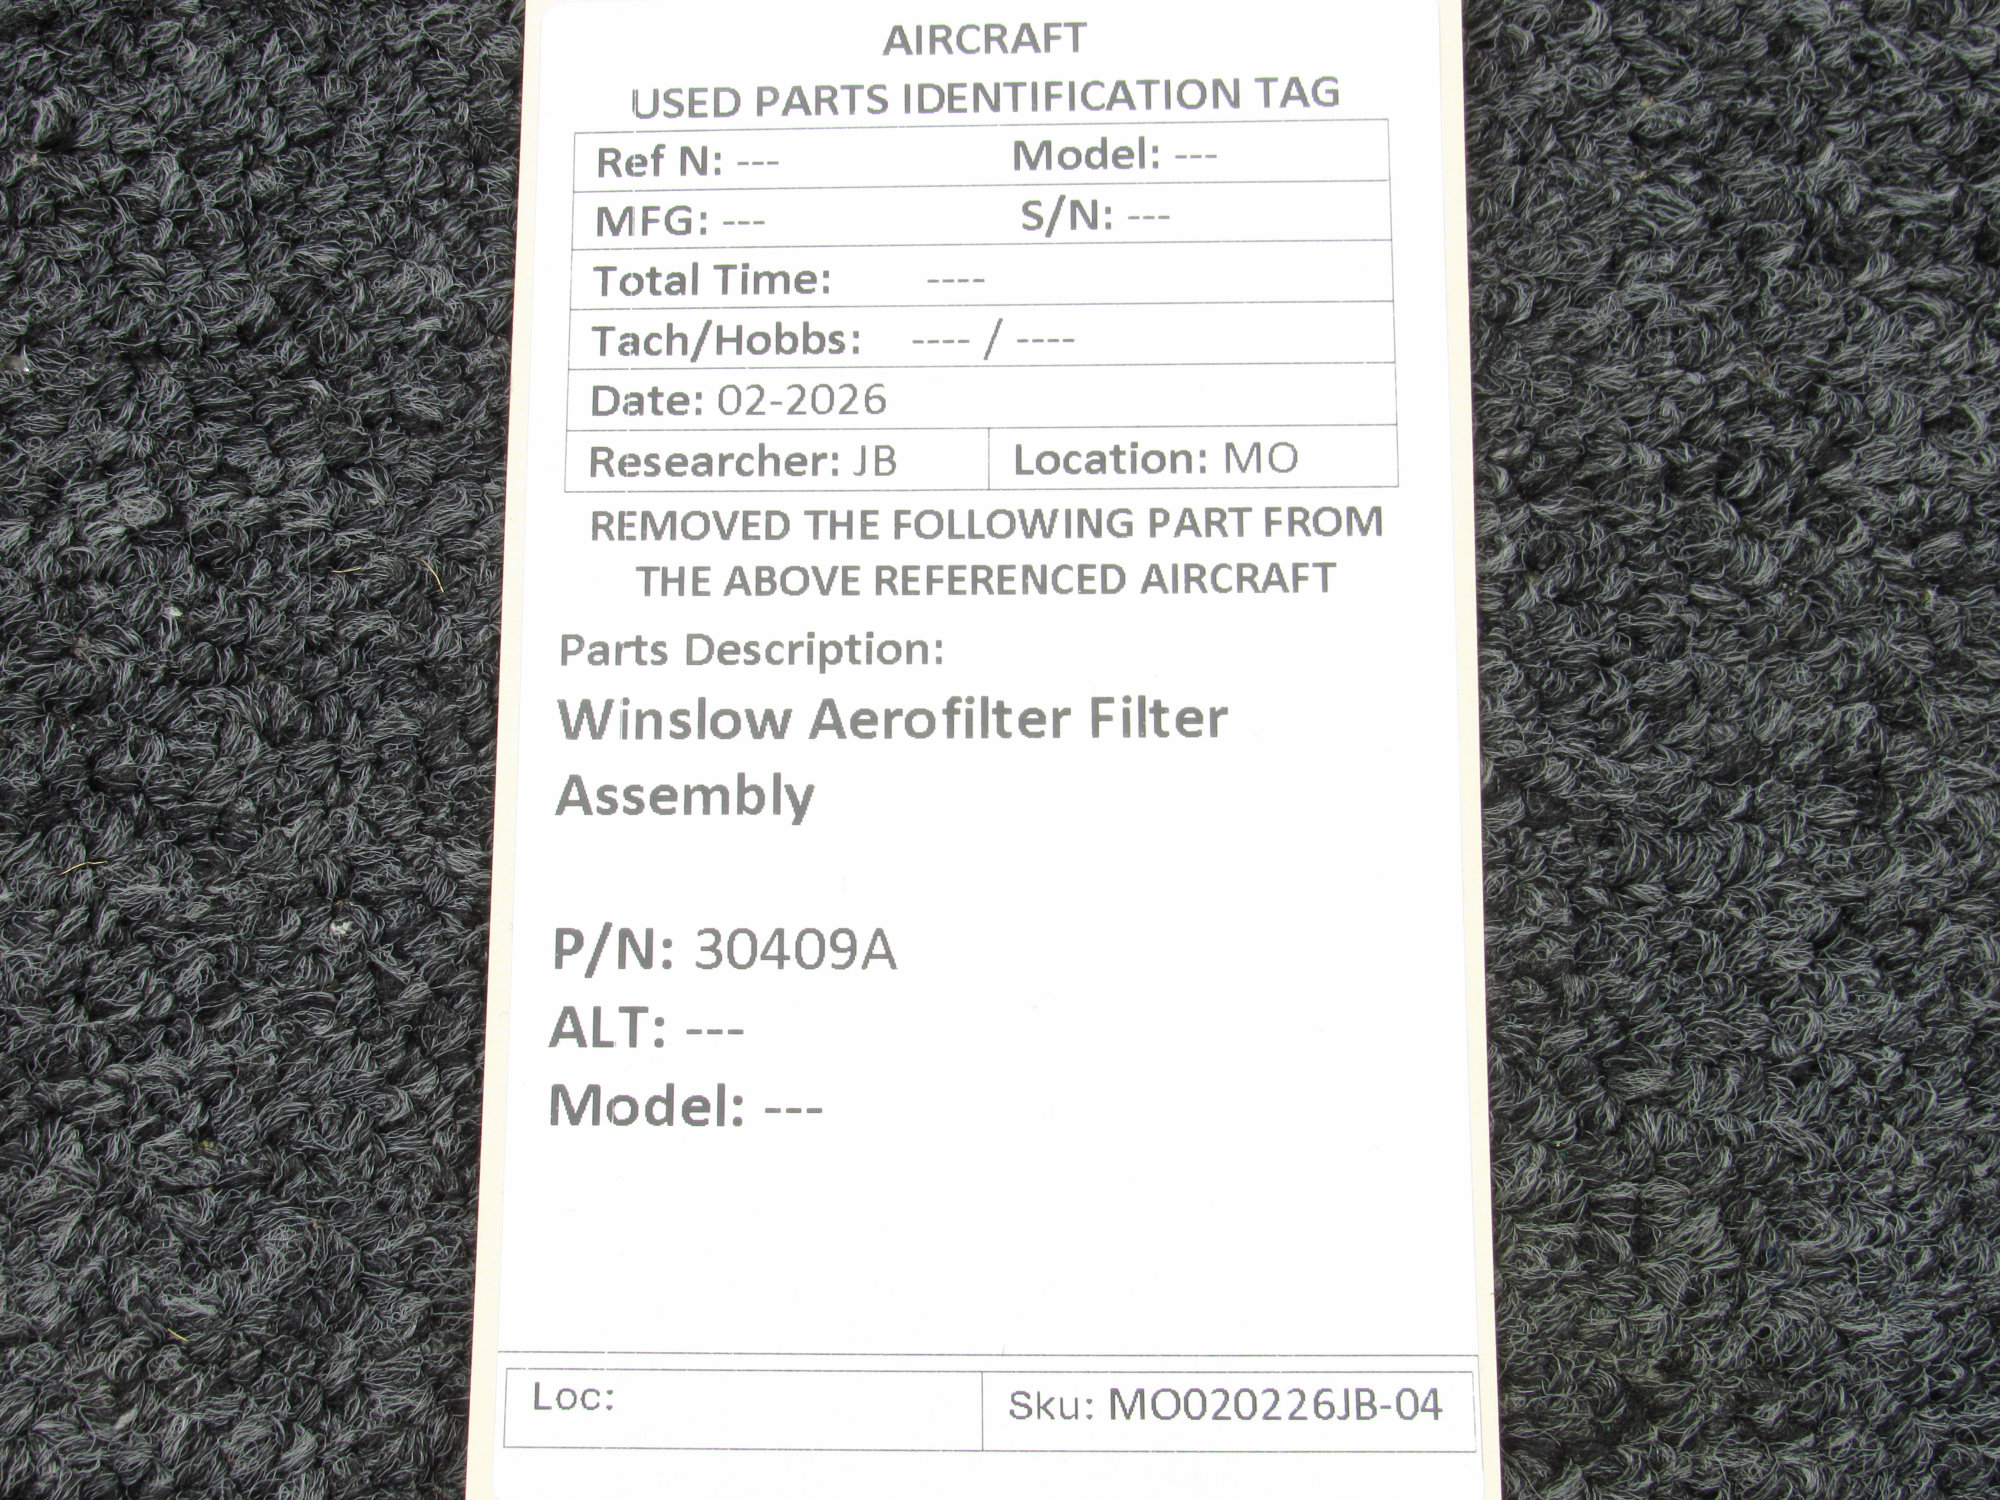 AIRCRAFT
USED PARTS IDENTIFICATION TAG
Ref N: --- Model: ---
MFG: --- S/N: ---
Total Time: ----
Tach/Hobbs: ---- / ----
Date: 02-2026
Researcher: JB Location: MO
REMOVED THE FOLLOWING PART FROM
THE ABOVE REFERENCED AIRCRAFT
Parts Description:
Winslow Aerofilter Filter
Assembly
P/N: 30409A
ALT: ---
Model: ---
Loc: Sku: MO020226JB-04